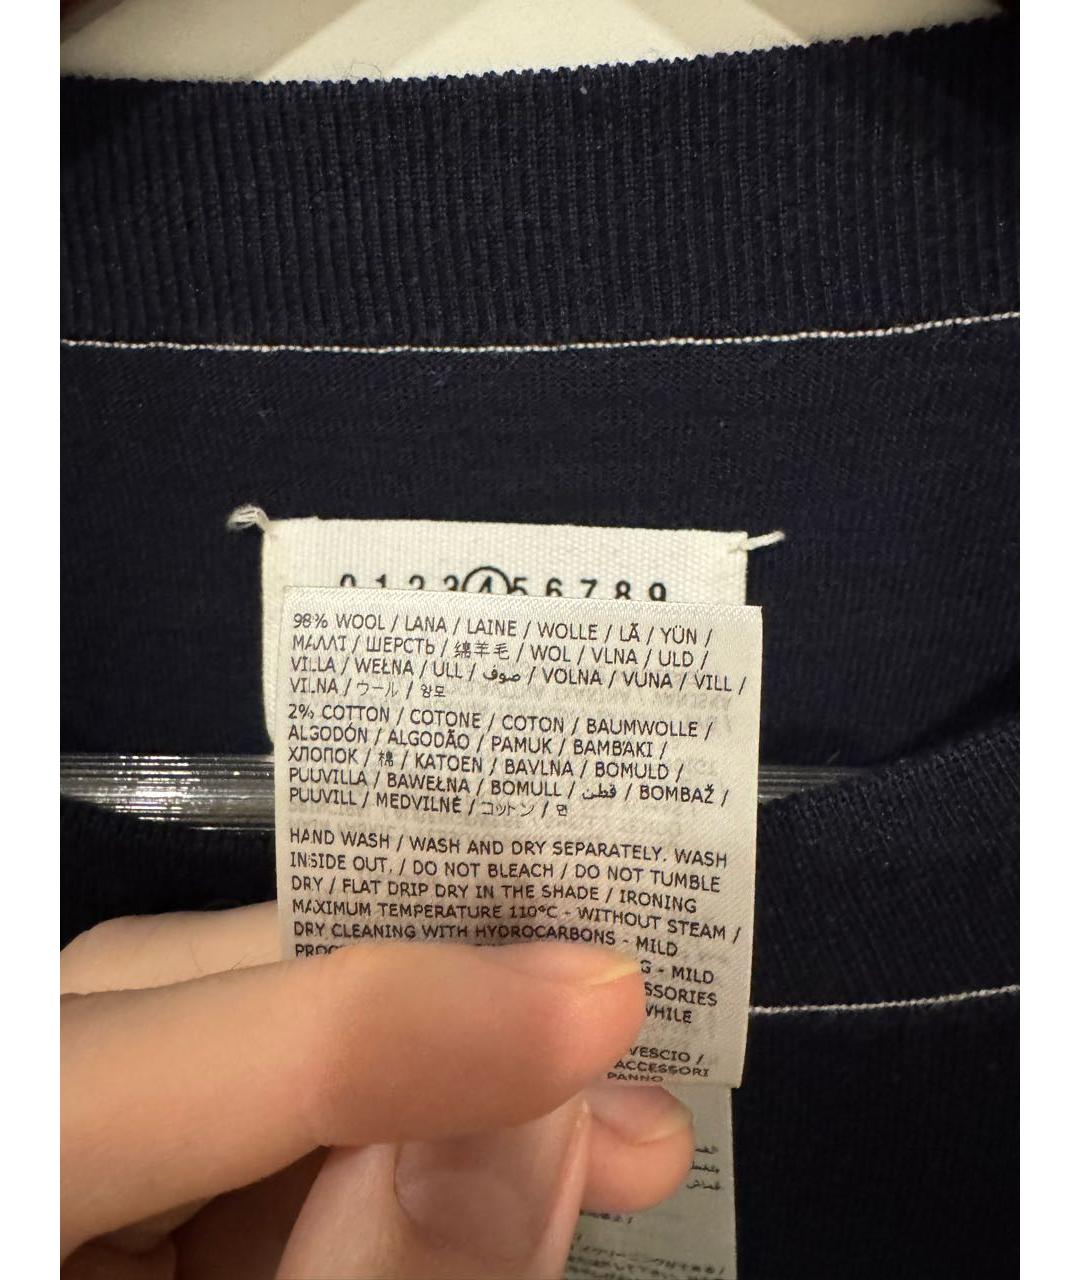 0 1 2 3 4 5 6 7 8 9
98% WOOL / LANA / LAINE / WOLLE / LÃ / YÜN /
ΜΑΛΛΙ / ШЕРСТЬ / 绵羊毛 / WOL / VLNA / ULD /
VILLA / WEŁNA / ULL / صوف / VOLNA / VUNA / VILL /
VILNA / ウール / 양모
2% COTTON / COTONE / COTON / BAUMWOLLE /
ALGODÓN / ALGODÃO / PAMUK / BAMBAKI /
ХЛОПОК / 棉 / KATOEN / BAVLNA / BOMULD /
PUUVILLA / BAWEŁNA / BOMULL / قطن / BOMBAŽ /
PUUVILL / MEDVILNĖ / コットン / 면
HAND WASH / WASH AND DRY SEPARATELY. WASH
INSIDE OUT. / DO NOT BLEACH / DO NOT TUMBLE
DRY / FLAT DRIP DRY IN THE SHADE / IRONING
MAXIMUM TEMPERATURE 110°C - WITHOUT STEAM /
DRY CLEANING WITH HYDROCARBONS - MILD
- MILD
WHILE
/
ACCESSORI
PANNO